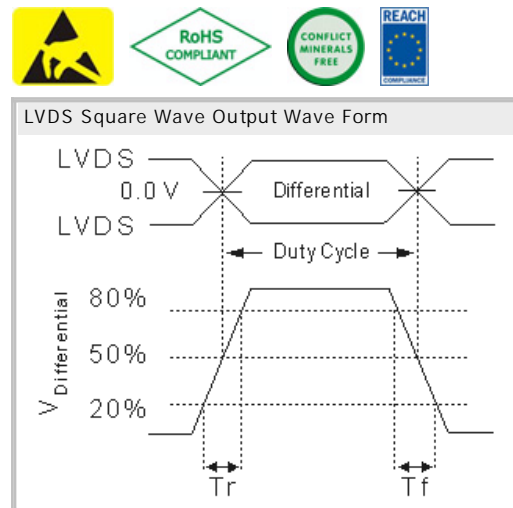 RoHS
COMPLIANT
CONFLICT
MINERALS
FREE
REACH
COMPLIANCE
LVDS Square Wave Output Wave Form
LVDS
0.0 V
Differential
LVDS
Duty Cycle
80%
50%
20%
V Differential
Tr
Tf